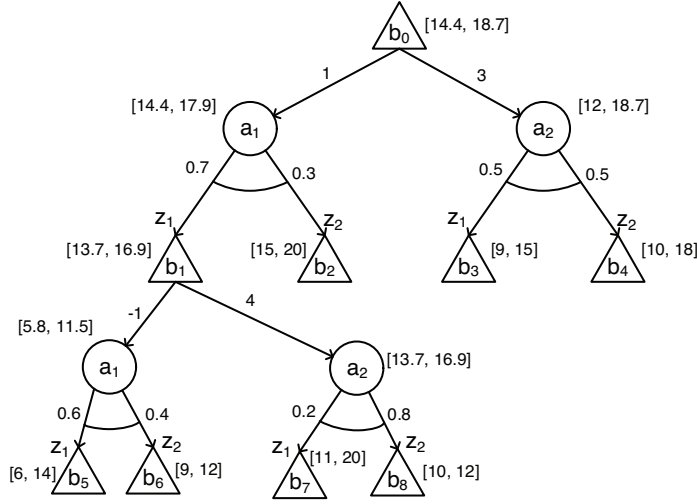 b0 [14.4, 18.7]
1 3
[14.4, 17.9] [12, 18.7]
a1 a2
0.7 0.3 0.5 0.5
z1 z2 z1 z2
[13.7, 16.9] [15, 20] [9, 15] [10, 18]
b1 b2 b3 b4
-1 4
[5.8, 11.5] [13.7, 16.9]
a1 a2
0.6 0.4 0.2 0.8
z1 z2 z1 z2
[6, 14] [9, 12] [11, 20] [10, 12]
b5 b6 b7 b8